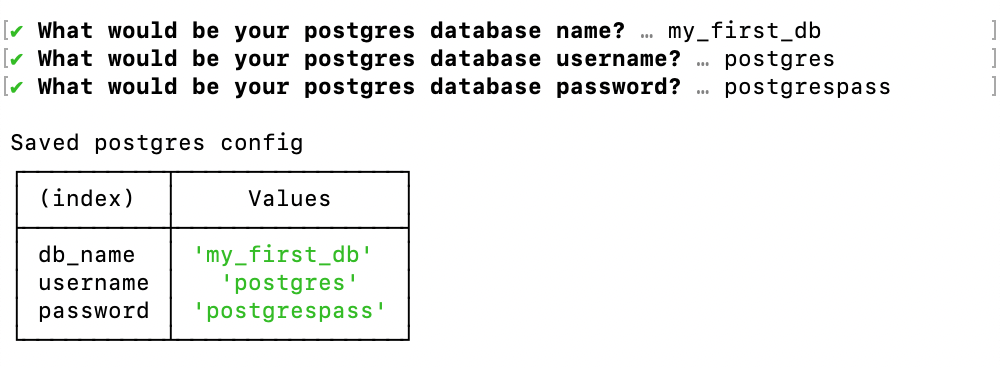 [✔ What would be your postgres database name? … my_first_db ]
[✔ What would be your postgres database username? … postgres ]
[✔ What would be your postgres database password? … postgrespass ]
Saved postgres config
(index) Values
db_name 'my_first_db'
username 'postgres'
password 'postgrespass'